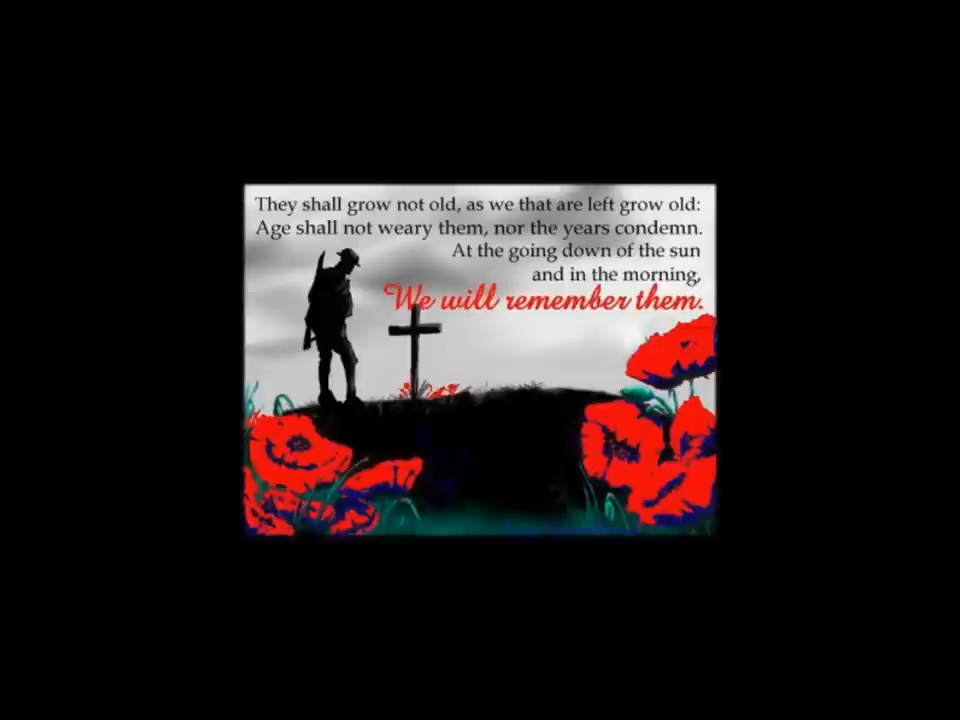 They shall grow not old, as we that are left grow old:
Age shall not weary them, nor the years condemn.
At the going down of the sun
and in the morning,
We will remember them.